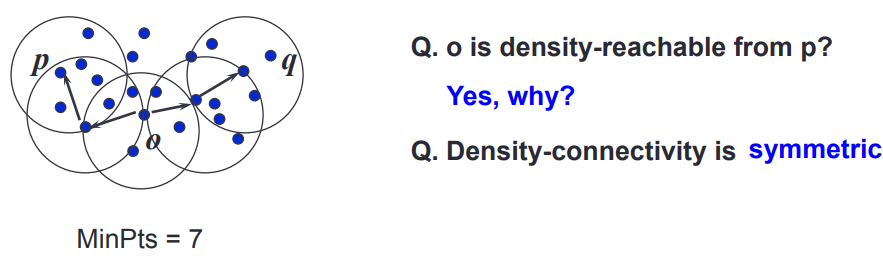 p
q
o
MinPts = 7
Q. o is density-reachable from p?
Yes, why?
Q. Density-connectivity is symmetric